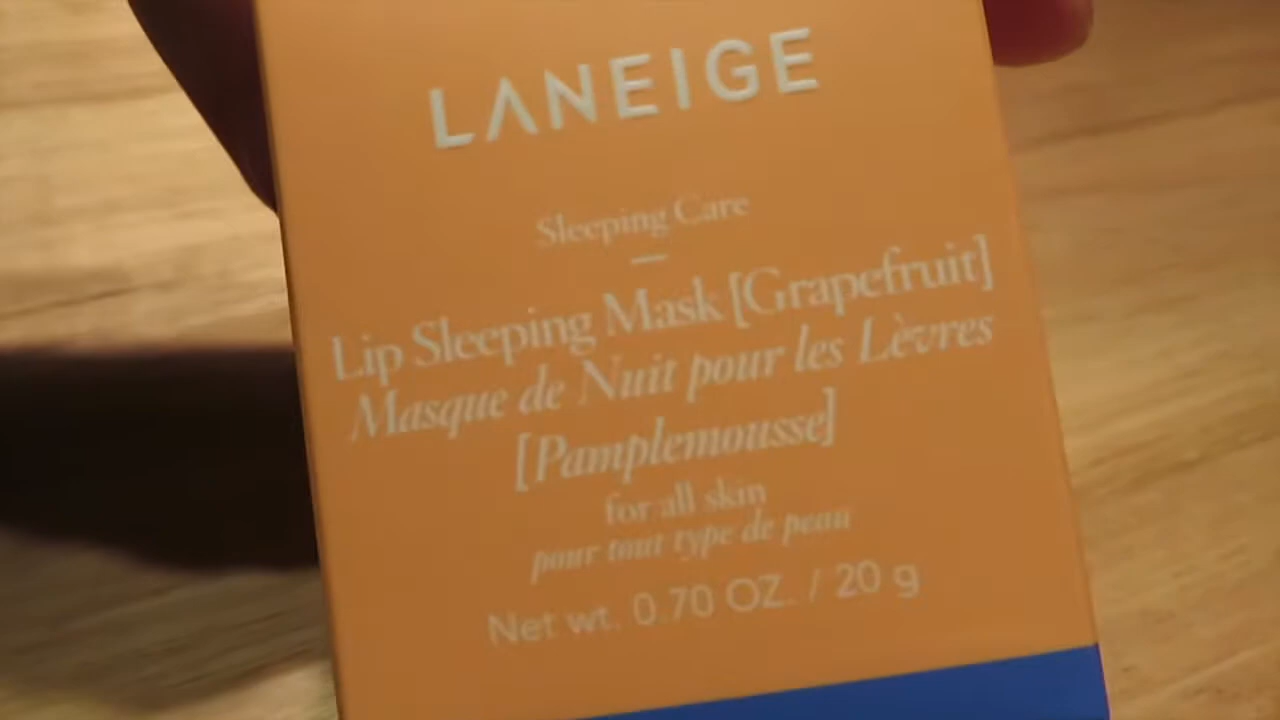 LANEIGE
Sleeping Care
Lip Sleeping Mask [Grapefruit]
Masque de Nuit pour les Lèvres
[Pamplemousse]
for all skin
pour tout type de peau
Net wt. 0.70 OZ. / 20 g